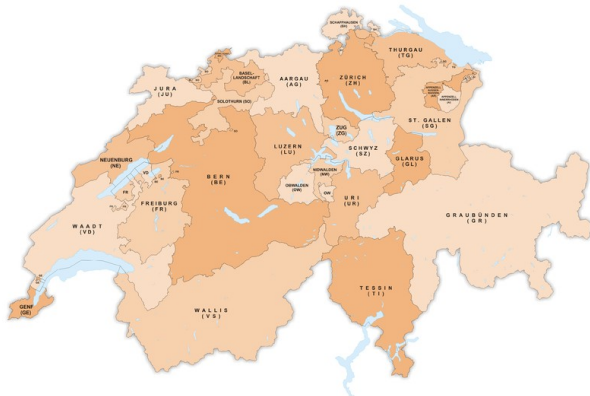 SCHAFFHAUSEN
(SH)
THURGAU
(TG)
BASEL-
LANDSCHAFT
(BL)
AARGAU
(AG)
ZÜRICH
(ZH)
JURA
(JU)
SOLOTHURN (SO)
ST. GALLEN
(SG)
ZUG
(ZG)
LUZERN
(LU)
SCHWYZ
(SZ)
NEUENBURG
(NE)
GLARUS
(GL)
BERN
(BE)
NIDWALDEN
(NW)
OBWALDEN
(OW)
OW
VD
FR
FREIBURG
(FR)
URI
(UR)
GRAUBÜNDEN
(GR)
WAADT
(VD)
TESSIN
(TI)
GENF
(GE)
WALLIS
(VS)